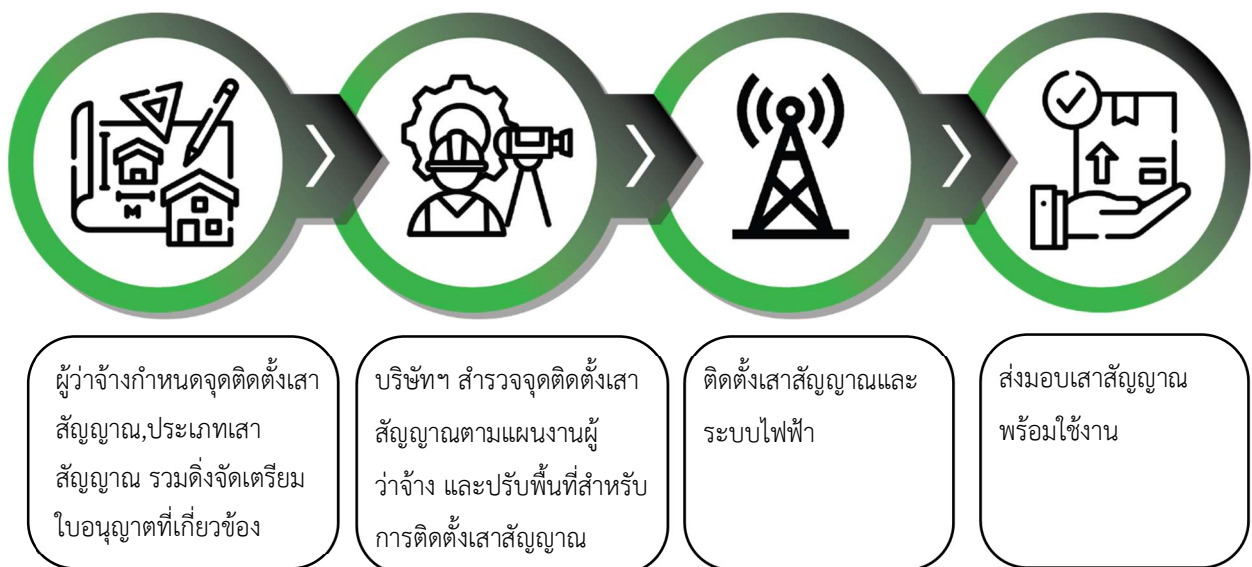 ผู้ว่าจ้างกำหนดจุดติดตั้งเสา
สัญญาณ,ประเภทเสา
สัญญาณ รวมดิ่งจัดเตรียม
ใบอนุญาตที่เกี่ยวข้อง
บริษัทฯ สำรวจจุดติดตั้งเสา
สัญญาณตามแผนงานผู้
ว่าจ้าง และปรับพื้นที่สำหรับ
การติดตั้งเสาสัญญาณ
ติดตั้งเสาสัญญาณและ
ระบบไฟฟ้า
ส่งมอบเสาสัญญาณ
พร้อมใช้งาน
M